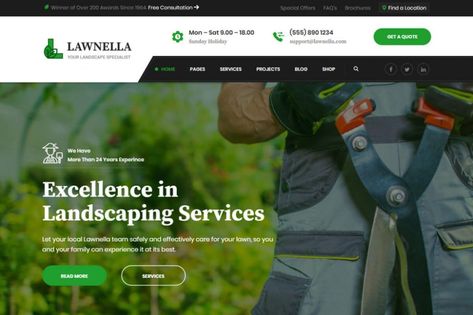 Winner of Over 200 Awards Since 1964 Free Consultation
Special Offers FAQ's Brochures Find a Location
LAWNELLA
YOUR LANDSCAPE SPECIALIST
Mon – Sat 9.00 - 18.00
Sunday Holiday
(555) 890 1234
support@lawnella.com
GET A QUOTE
HOME PAGES SERVICES PROJECTS BLOG SHOP
We Have
More Than 24 Years Experince
Excellence in
Landscaping Services
Let your local Lawnella team safely and effectively care for your lawn, so you
and your family can experience it at its best.
READ MORE
SERVICES